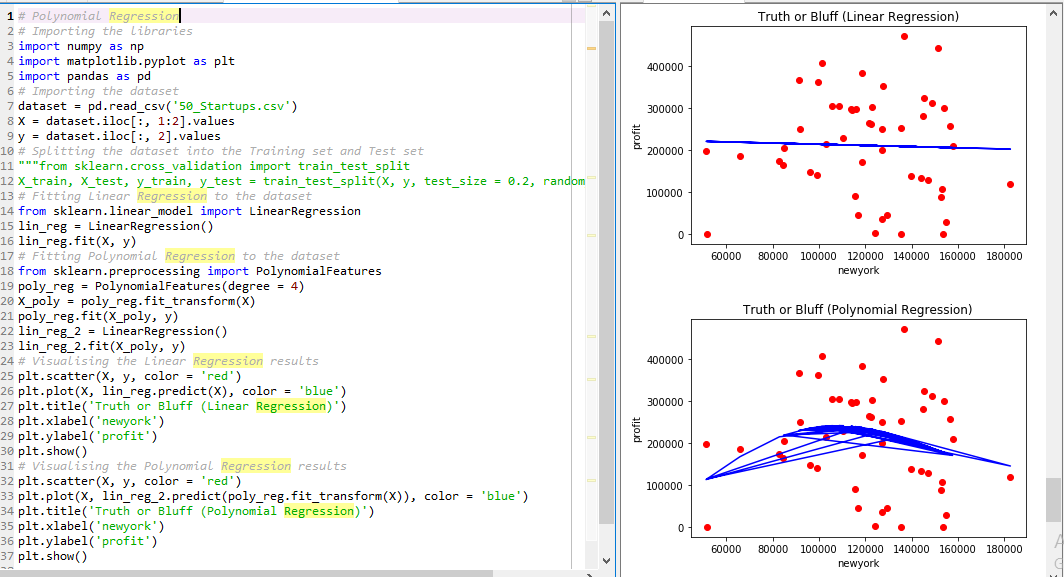 1 # Polynomial Regression
2 # Importing the libraries
3 import numpy as np
4 import matplotlib.pyplot as plt
5 import pandas as pd
6 # Importing the dataset
7 dataset = pd.read_csv('50_Startups.csv')
8 X = dataset.iloc[:, 1:2].values
9 y = dataset.iloc[:, 2].values
10 # Splitting the dataset into the Training set and Test set
11 """from sklearn.cross_validation import train_test_split
12 X_train, X_test, y_train, y_test = train_test_split(X, y, test_size = 0.2, random
13 # Fitting Linear Regression to the dataset
14 from sklearn.linear_model import LinearRegression
15 lin_reg = LinearRegression()
16 lin_reg.fit(X, y)
17 # Fitting Polynomial Regression to the dataset
18 from sklearn.preprocessing import PolynomialFeatures
19 poly_reg = PolynomialFeatures(degree = 4)
20 X_poly = poly_reg.fit_transform(X)
21 poly_reg.fit(X_poly, y)
22 lin_reg_2 = LinearRegression()
23 lin_reg_2.fit(X_poly, y)
24 # Visualising the Linear Regression results
25 plt.scatter(X, y, color = 'red')
26 plt.plot(X, lin_reg.predict(X), color = 'blue')
27 plt.title('Truth or Bluff (Linear Regression)')
28 plt.xlabel('newyork')
29 plt.ylabel('profit')
30 plt.show()
31 # Visualising the Polynomial Regression results
32 plt.scatter(X, y, color = 'red')
33 plt.plot(X, lin_reg_2.predict(poly_reg.fit_transform(X)), color = 'blue')
34 plt.title('Truth or Bluff (Polynomial Regression)')
35 plt.xlabel('newyork')
36 plt.ylabel('profit')
37 plt.show()
Truth or Bluff (Linear Regression)
400000
300000
200000
100000
0
profit
60000 80000 100000 120000 140000 160000 180000
newyork
Truth or Bluff (Polynomial Regression)
400000
300000
200000
100000
0
profit
60000 80000 100000 120000 140000 160000 180000
newyork